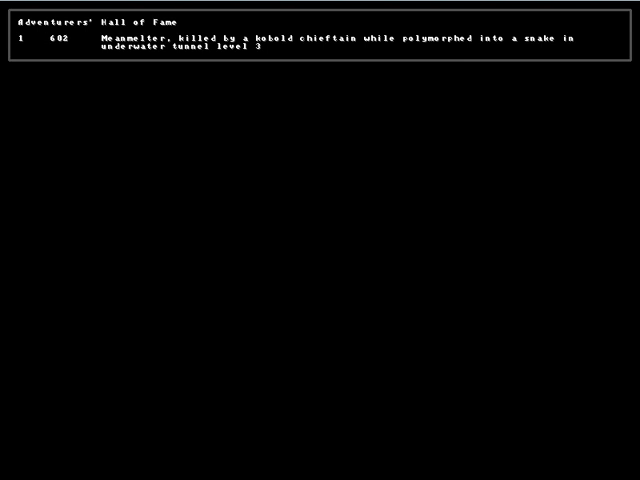 Adventurers' Hall of Fame
1 602 Meanmelter, killed by a kobold chieftain while polymorphed into a snake in
underwater tunnel level 3